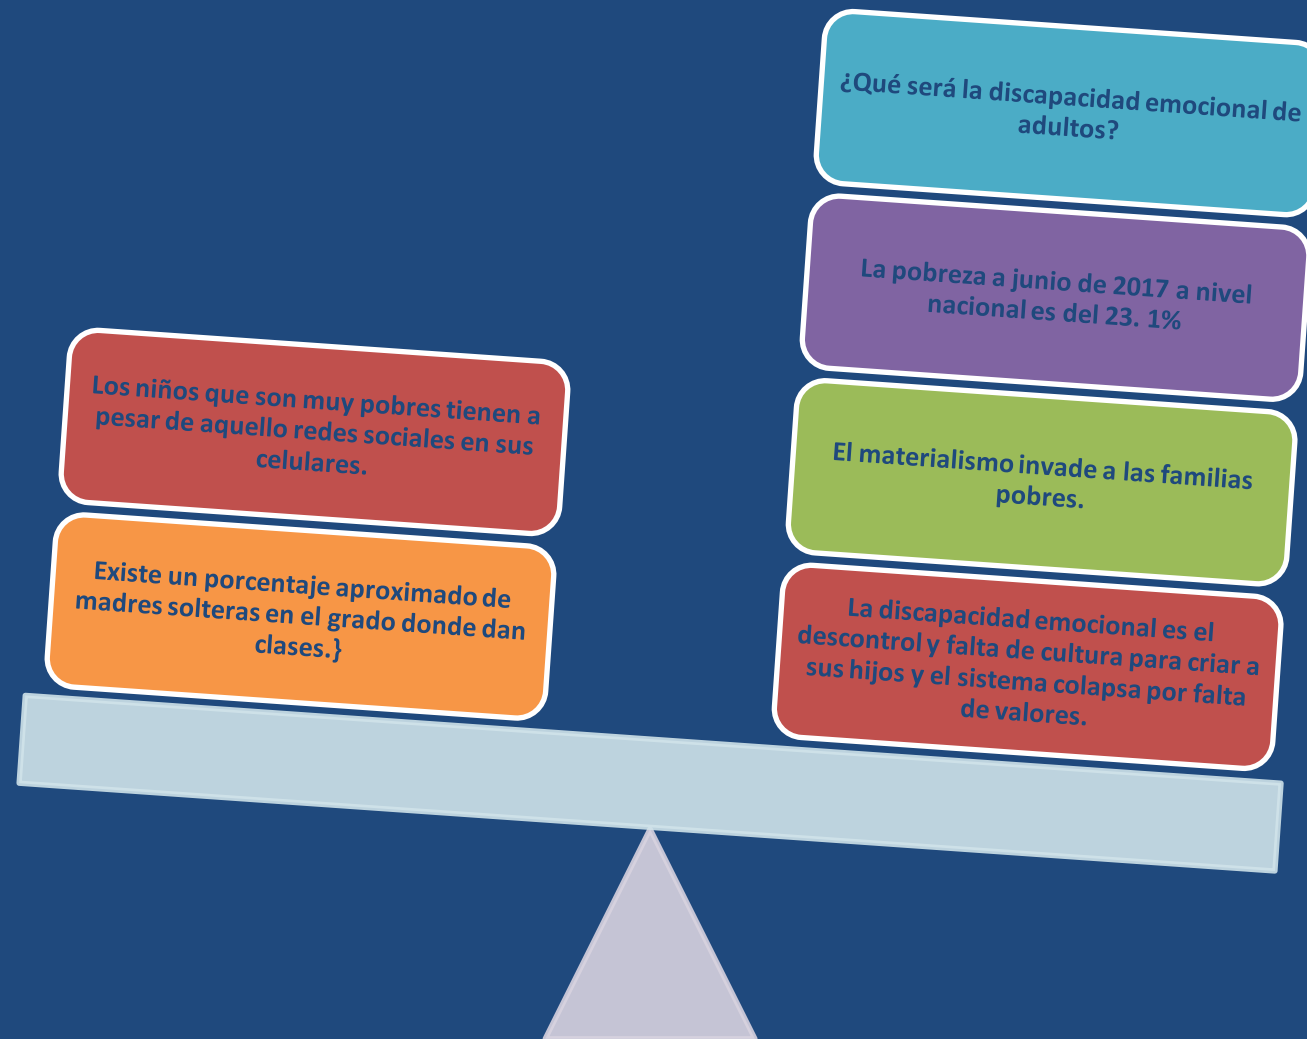 Los niños que son muy pobres tienen a
pesar de aquello redes sociales en sus
celulares.
Existe un porcentaje aproximado de
madres solteras en el grado donde dan
clases.}
¿Qué será la discapacidad emocional de
adultos?
La pobreza a junio de 2017 a nivel
nacional es del 23. 1%
El materialismo invade a las familias
pobres.
La discapacidad emocional es el
descontrol y falta de cultura para criar a
sus hijos y el sistema colapsa por falta
de valores.